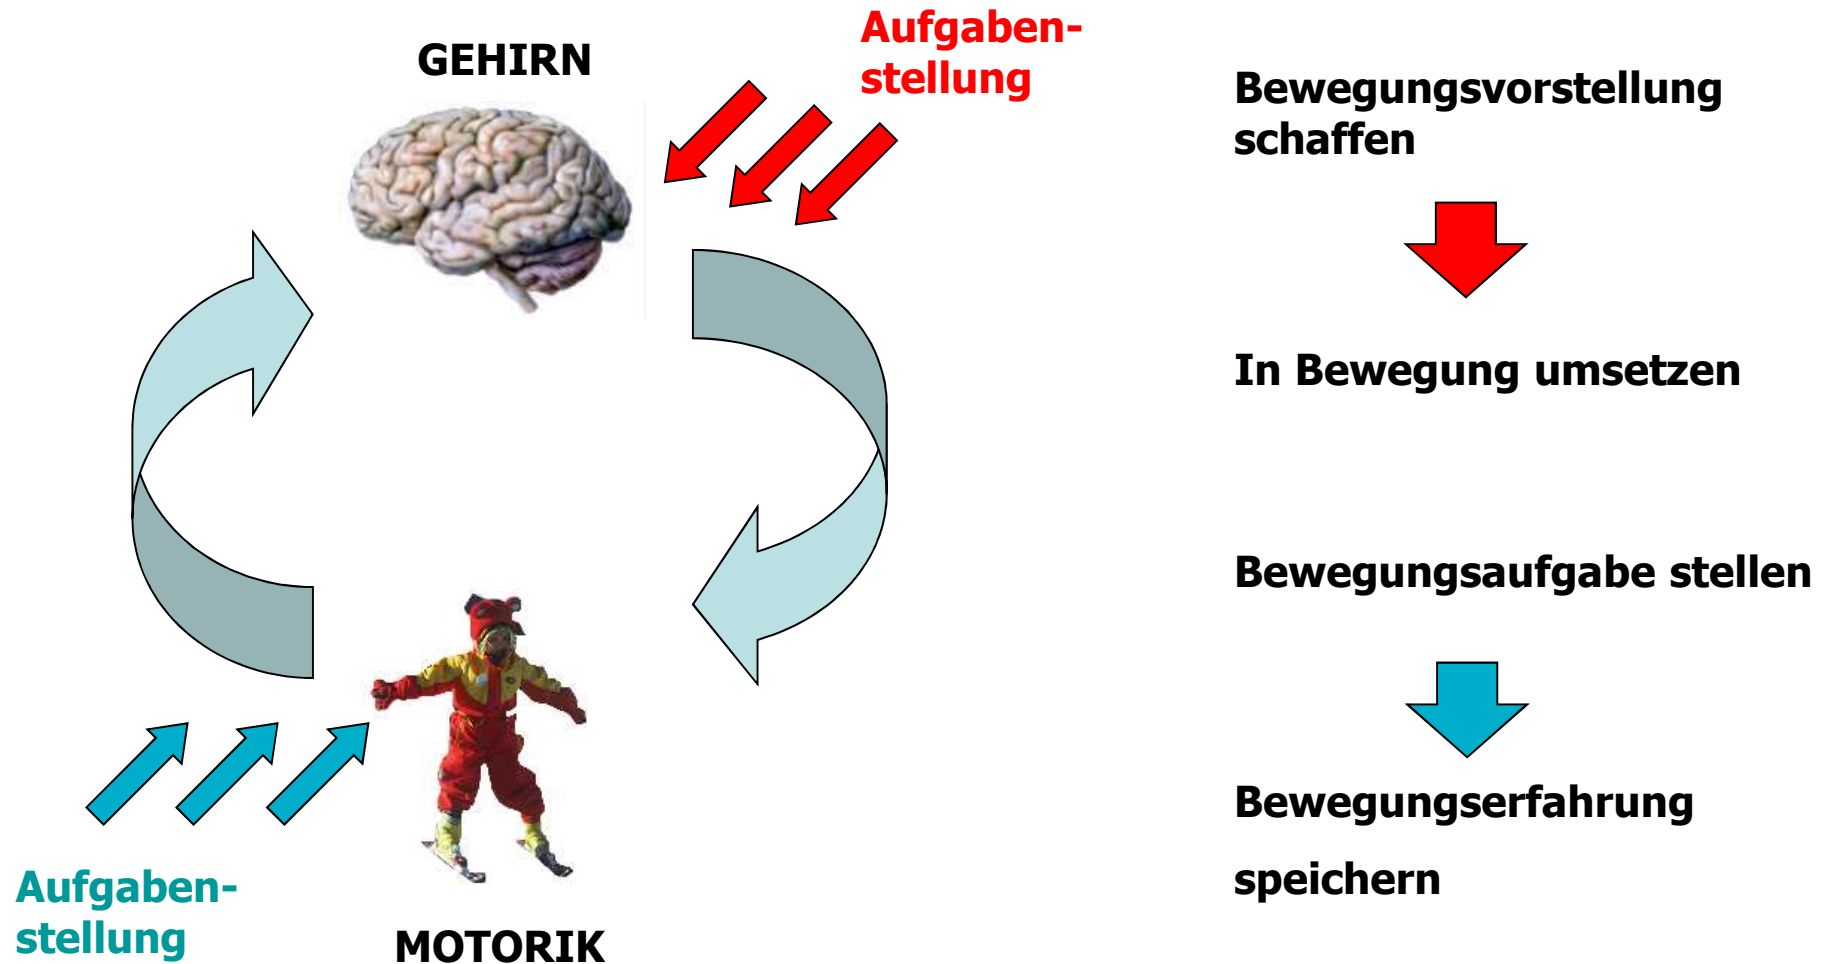 GEHIRN
Aufgaben-
stellung
Aufgaben-
stellung
MOTORIK
Bewegungsvorstellung
schaffen
In Bewegung umsetzen
Bewegungsaufgabe stellen
Bewegungserfahrung
speichern